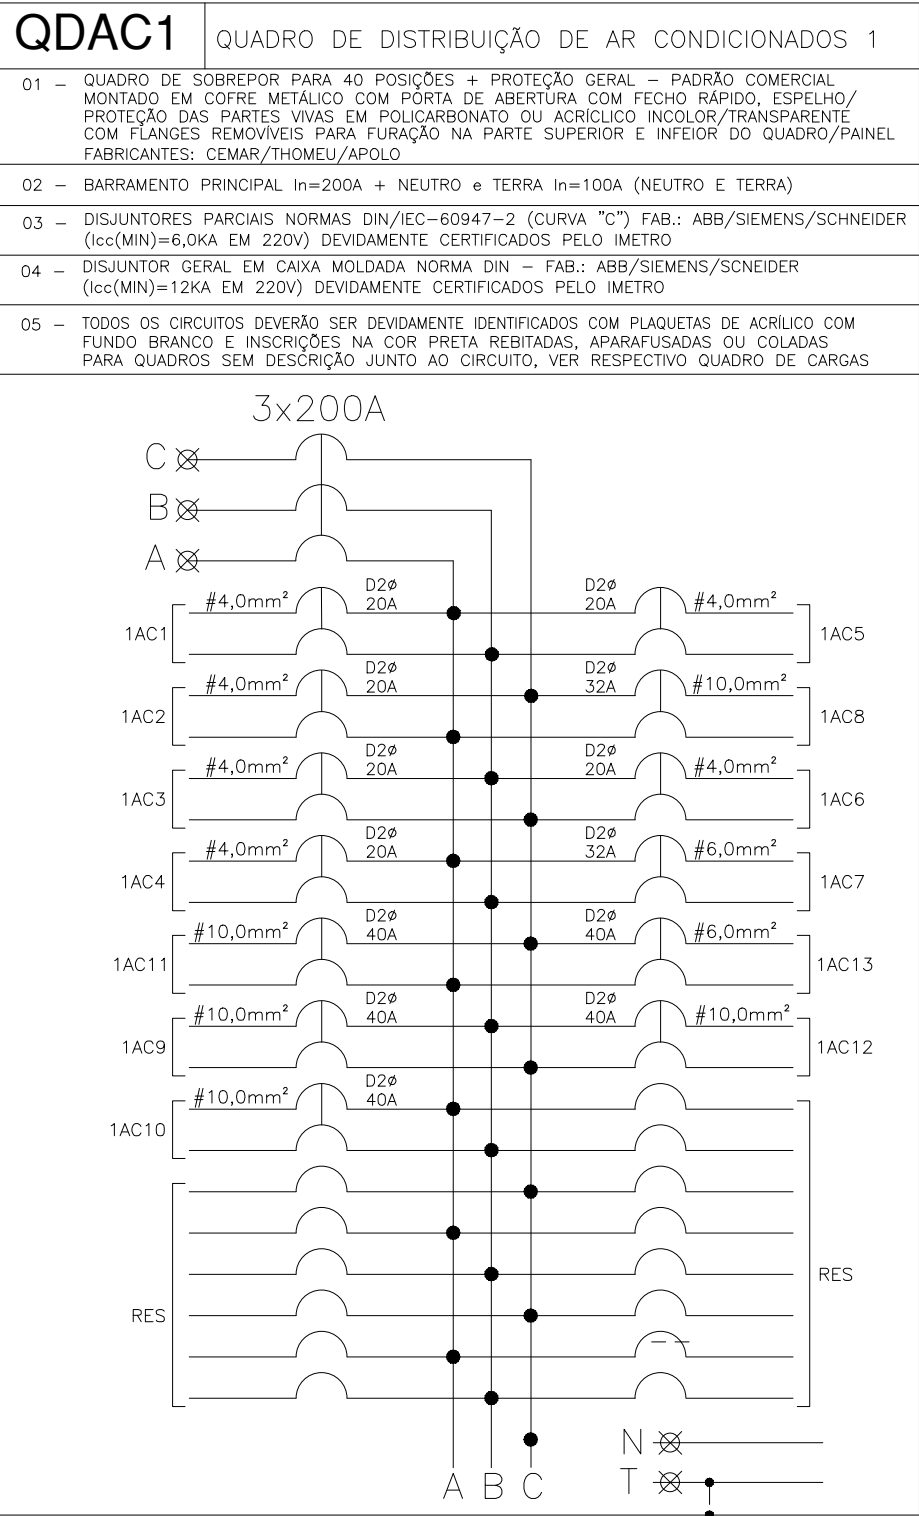 QDAC1
QUADRO DE DISTRIBUIÇÃO DE AR CONDICIONADOS 1
01 – QUADRO DE SOBREPOR PARA 40 POSIÇÕES + PROTEÇÃO GERAL – PADRÃO COMERCIAL
MONTADO EM COFRE METÁLICO COM PORTA DE ABERTURA COM FECHO RÁPIDO, ESPELHO/
PROTEÇÃO DAS PARTES VIVAS EM POLICARBONATO OU ACRÍCLICO INCOLOR/TRANSPARENTE
COM FLANGES REMOVÍVEIS PARA FURAÇÃO NA PARTE SUPERIOR E INFEIOR DO QUADRO/PAINEL
FABRICANTES: CEMAR/THOMEU/APOLO
02 – BARRAMENTO PRINCIPAL In=200A + NEUTRO e TERRA In=100A (NEUTRO E TERRA)
03 – DISJUNTORES PARCIAIS NORMAS DIN/IEC–60947–2 (CURVA "C") FAB.: ABB/SIEMENS/SCHNEIDER
(Icc(MIN)=6,0KA EM 220V) DEVIDAMENTE CERTIFICADOS PELO IMETRO
04 – DISJUNTOR GERAL EM CAIXA MOLDADA NORMA DIN – FAB.: ABB/SIEMENS/SCNEIDER
(Icc(MIN)=12KA EM 220V) DEVIDAMENTE CERTIFICADOS PELO IMETRO
05 – TODOS OS CIRCUITOS DEVERÃO SER DEVIDAMENTE IDENTIFICADOS COM PLAQUETAS DE ACRÍLICO COM
FUNDO BRANCO E INSCRIÇÕES NA COR PRETA REBITADAS, APARAFUSADAS OU COLADAS
PARA QUADROS SEM DESCRIÇÃO JUNTO AO CIRCUITO, VER RESPECTIVO QUADRO DE CARGAS
3x200A
C
B
A
#4,0mm² D2ø D2ø #4,0mm²
20A 20A
1AC1 1AC5
#4,0mm² D2ø D2ø #10,0mm²
20A 32A
1AC2 1AC8
#4,0mm² D2ø D2ø #4,0mm²
20A 20A
1AC3 1AC6
#4,0mm² D2ø D2ø #6,0mm²
20A 32A
1AC4 1AC7
#10,0mm² D2ø D2ø #6,0mm²
40A 40A
1AC11 1AC13
#10,0mm² D2ø D2ø #10,0mm²
40A 40A
1AC9 1AC12
#10,0mm² D2ø
40A
1AC10
RES
RES
N
T
A B C